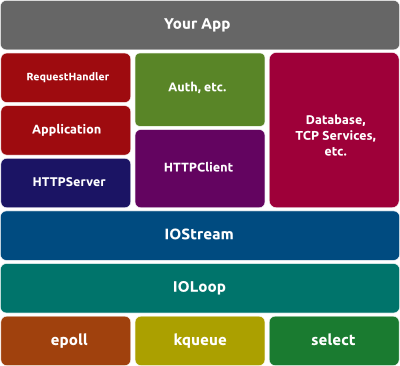 Your App
RequestHandler
Application
HTTPServer
Auth, etc.
HTTPClient
Database,
TCP Services,
etc.
IOStream
IOLoop
epoll
kqueue
select